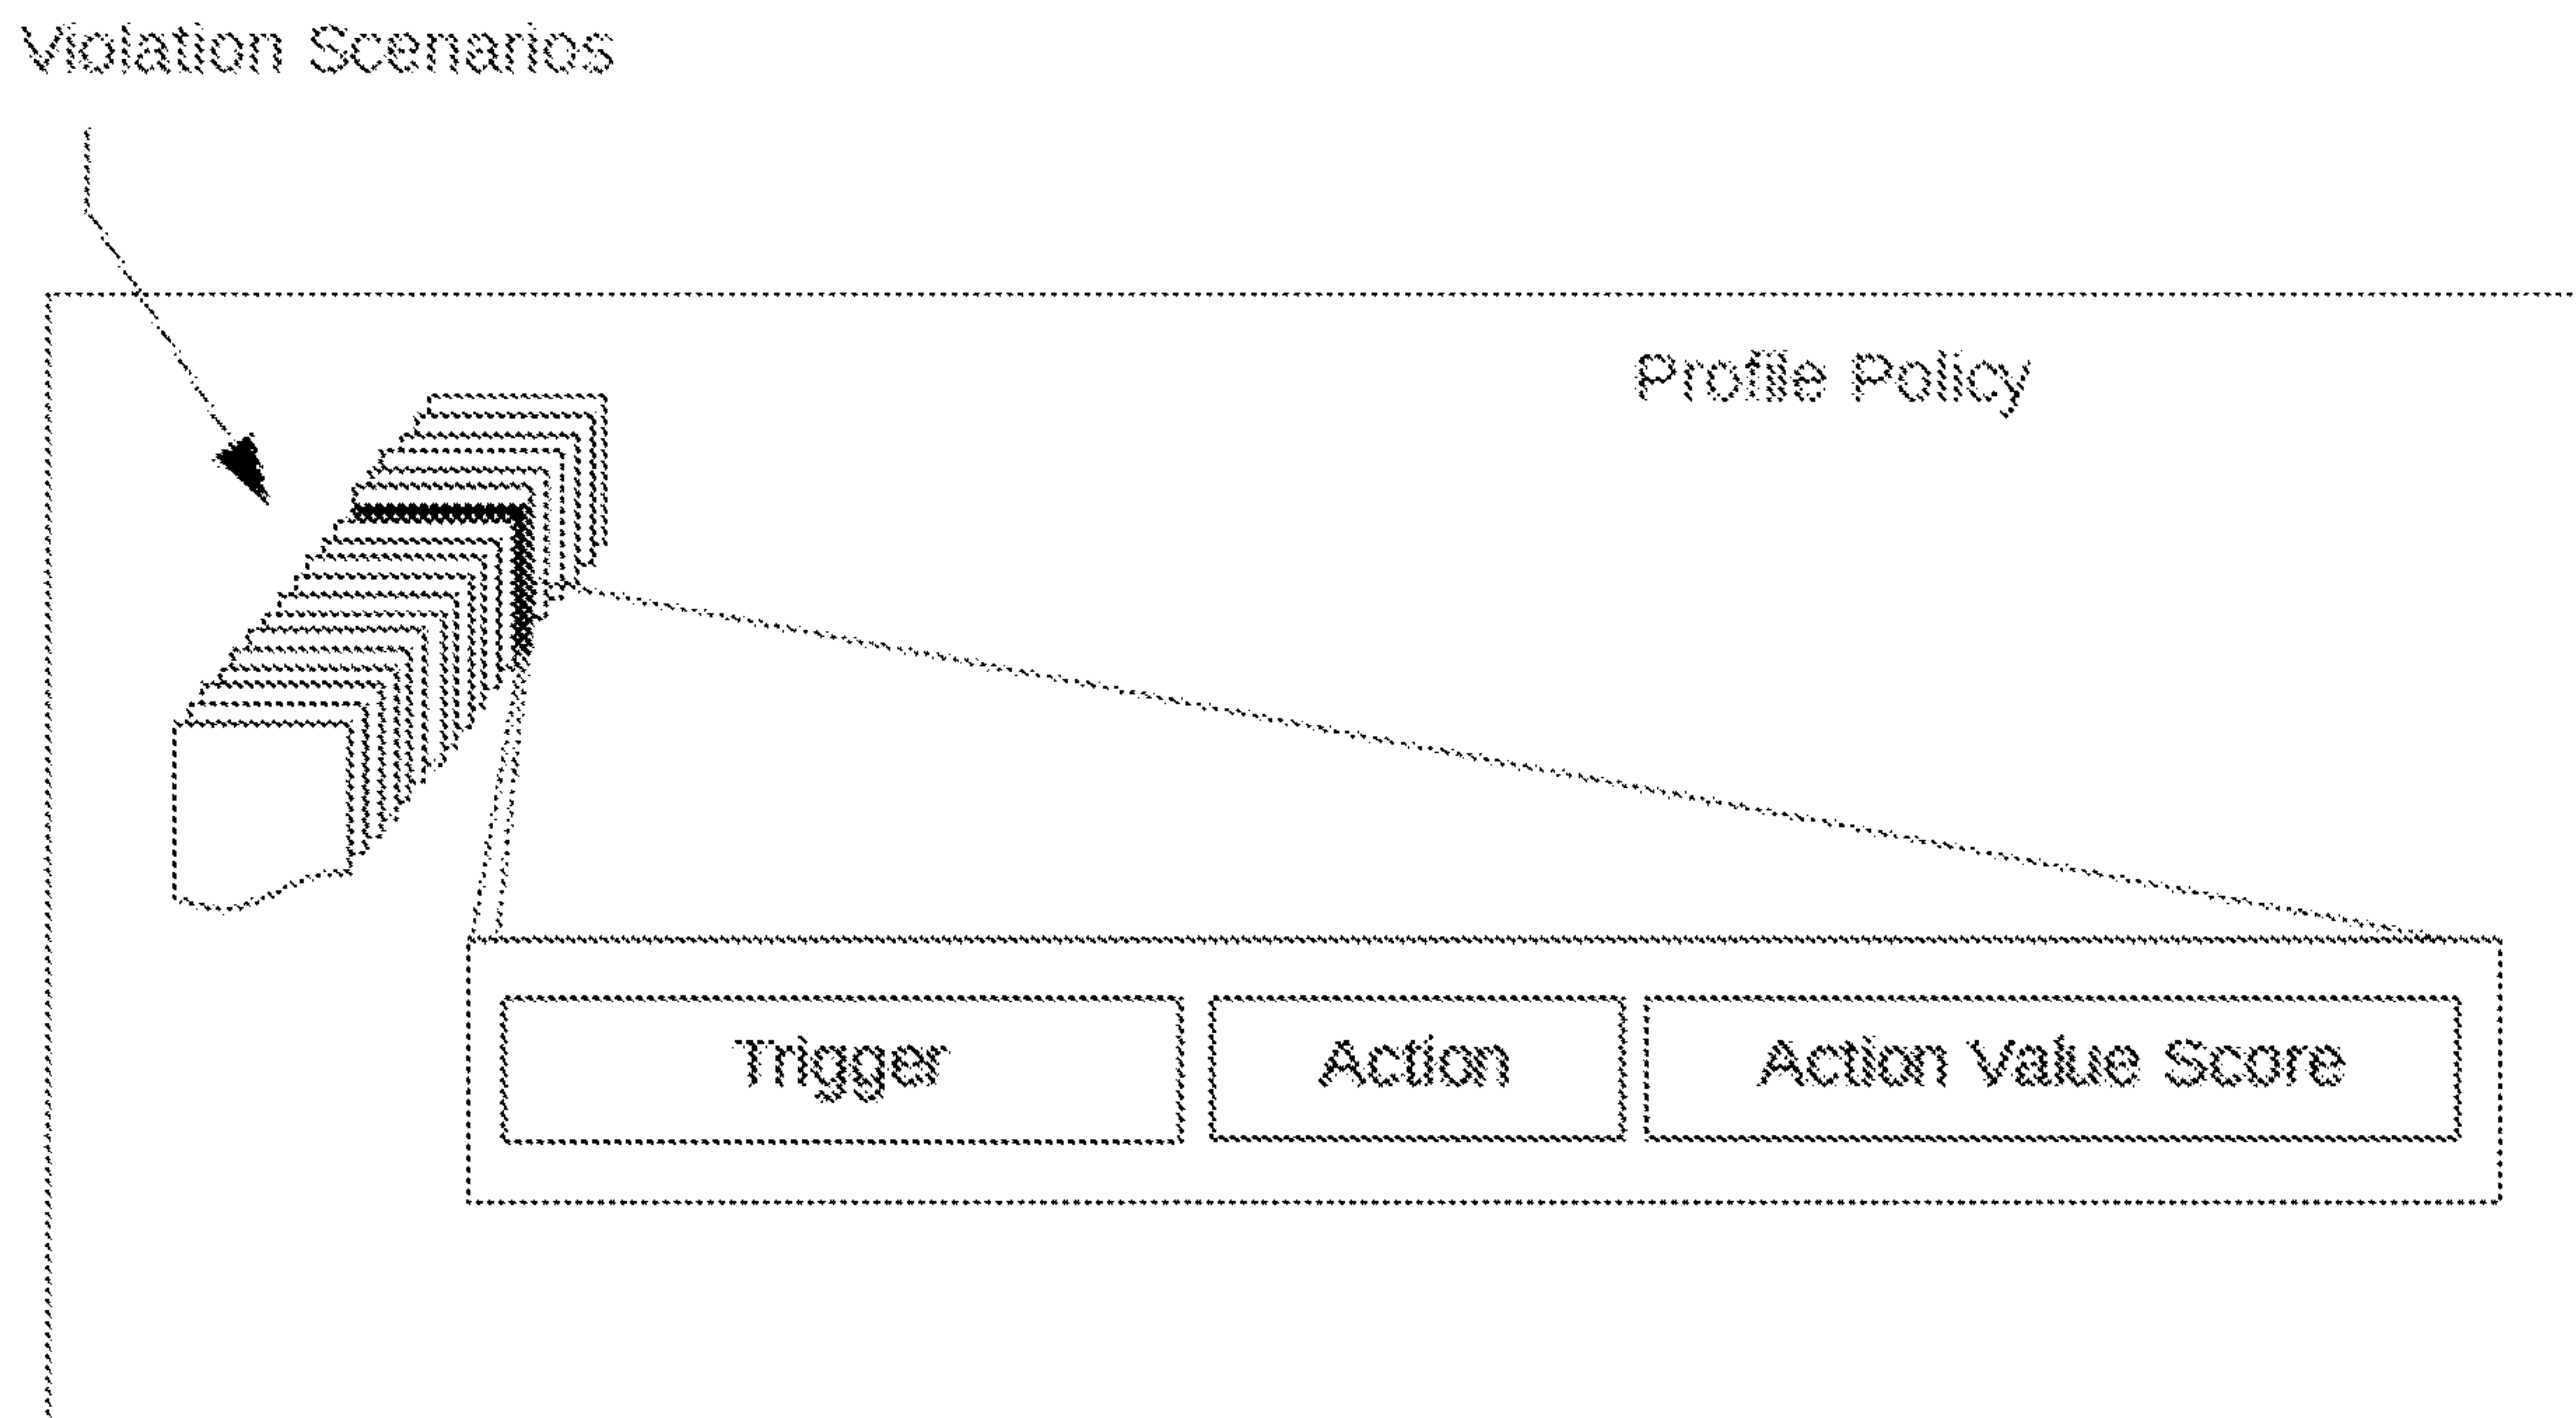 Violation Scenarios
Profile Policy
Trigger
Action
Action Value Score